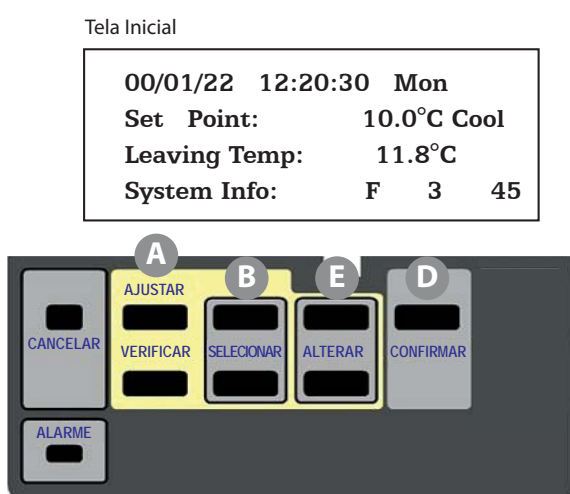 Tela Inicial
00/01/22 12:20:30 Mon
Set Point: 10.0°C Cool
Leaving Temp: 11.8°C
System Info: F 3 45
A
B
E
D
AJUSTAR
CANCELAR
VERIFICAR
SELECIONAR
ALTERAR
CONFIRMAR
ALARME